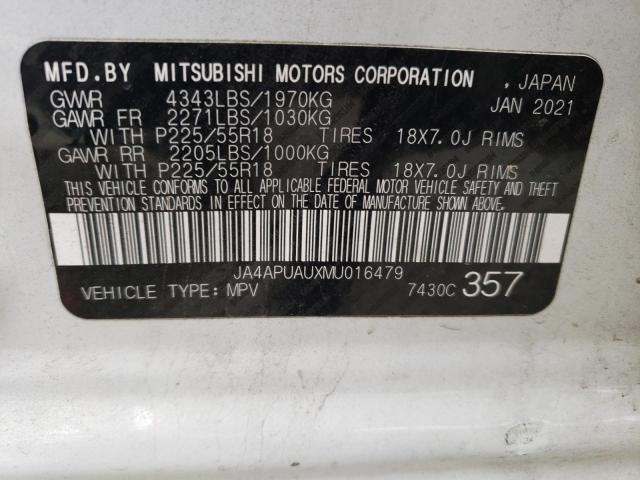 MFD.BY MITSUBISHI MOTORS CORPORATION , JAPAN
GVWR 4343LBS/1970KG JAN 2021
GAWR FR 2271LBS/1030KG
WITH P225/55R18 TIRES 18X7.0J RIMS
GAWR RR 2205LBS/1000KG
WITH P225/55R18 TIRES 18X7.0J RIMS
THIS VEHICLE CONFORMS TO ALL APPLICABLE FEDERAL MOTOR VEHICLE SAFETY AND THEFT
PREVENTION STANDARDS IN EFFECT ON THE DATE OF MANUFACTURE SHOWN ABOVE.
JA4APUAUXMU016479
VEHICLE TYPE: MPV 7430C 357